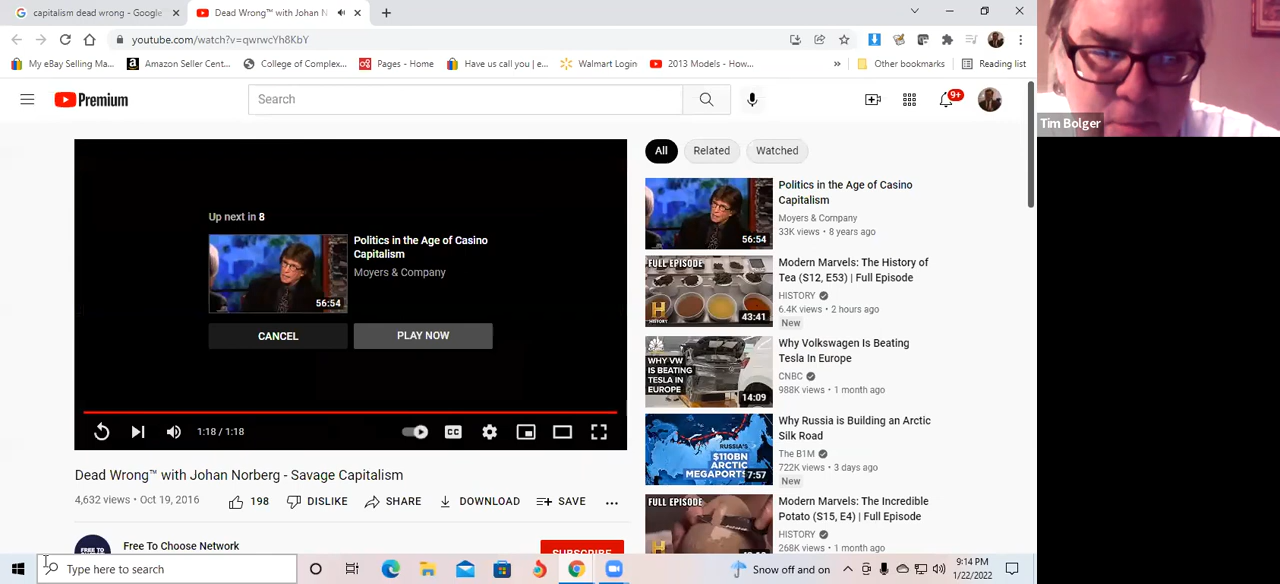 capitalism dead wrong - Google
Dead Wrong™ with Johan N
youtube.com/watch?v=qwrwcYh8KbY
My eBay Selling Ma...
Amazon Seller Cent...
College of Complex...
Pages - Home
Have us call you | e...
Walmart Login
2013 Models - How...
»
Other bookmarks
Reading list
Premium
Search
9+
Tim Bolger
Up next in 8
Politics in the Age of Casino
Capitalism
Moyers & Company
56:54
CANCEL
PLAY NOW
1:18 / 1:18
CC
Dead Wrong™ with Johan Norberg - Savage Capitalism
4,632 views • Oct 19, 2016
198
DISLIKE
SHARE
DOWNLOAD
SAVE
...
FREE TO
Free To Choose Network
SUBSCRIBE
All
Related
Watched
56:54
Politics in the Age of Casino
Capitalism
Moyers & Company
33K views • 8 years ago
FULL EPISODE
H
HISTORY
43:41
Modern Marvels: The History of
Tea (S12, E53) | Full Episode
HISTORY
6.4K views • 2 hours ago
New
CNBC
WHY VW
IS BEATING
TESLA IN
EUROPE
14:09
Why Volkswagen Is Beating
Tesla In Europe
CNBC
988K views • 1 month ago
RUSSIA'S
$110BN
ARCTIC
MEGAPORTS
7:57
Why Russia is Building an Arctic
Silk Road
The B1M
722K views • 3 days ago
New
FULL EPISODE
H
Modern Marvels: The Incredible
Potato (S15, E4) | Full Episode
HISTORY
268K views • 1 month ago
Type here to search
Snow off and on
9:14 PM
1/22/2022